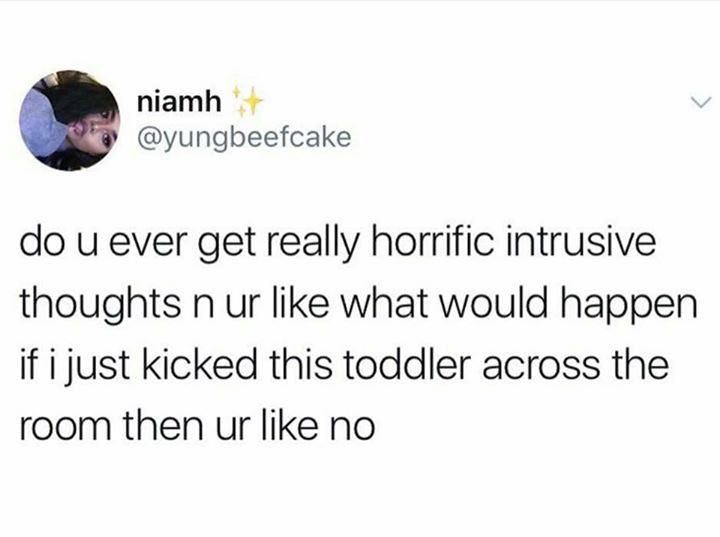 niamh ✨
@yungbeefcake
do u ever get really horrific intrusive
thoughts n ur like what would happen
if i just kicked this toddler across the
room then ur like no